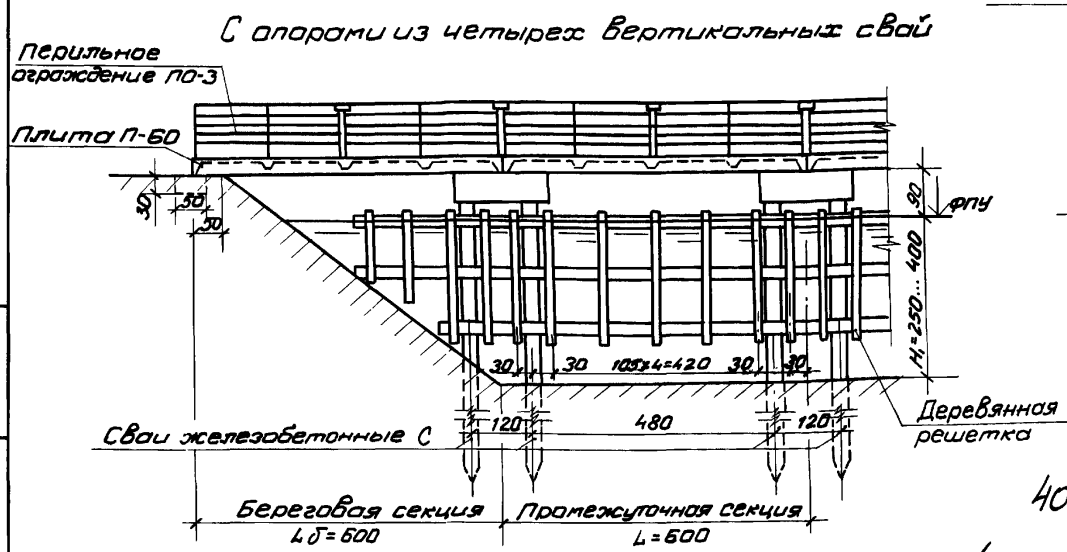 С опорами из четырех вертикальных свай
Перильное
ограждение ПО-3
Плита П-60
30
50
50
90
ФПУ
H₁=250...400
30
30
105x4=420
30
30
120
480
120
Сваи железобетонные С
Деревянная
решетка
Береговая секция
Lб=600
Промежуточная секция
L=600
40